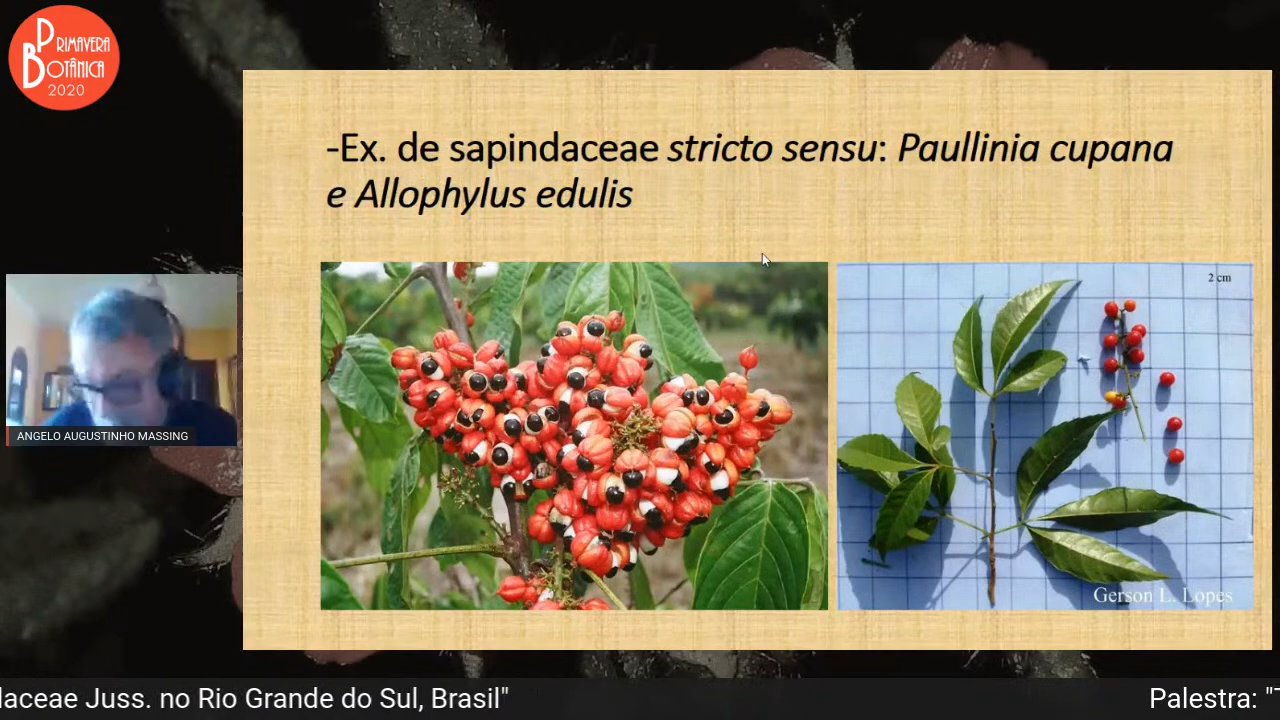 PRIMAVERA
BOTÂNICA
2020
-Ex. de sapindaceae stricto sensu: Paullinia cupana
e Allophylus edulis
2 cm
Gerson L. Lopes
ANGELO AUGUSTINHO MASSING
laceae Juss. no Rio Grande do Sul, Brasil"
Palestra: "T